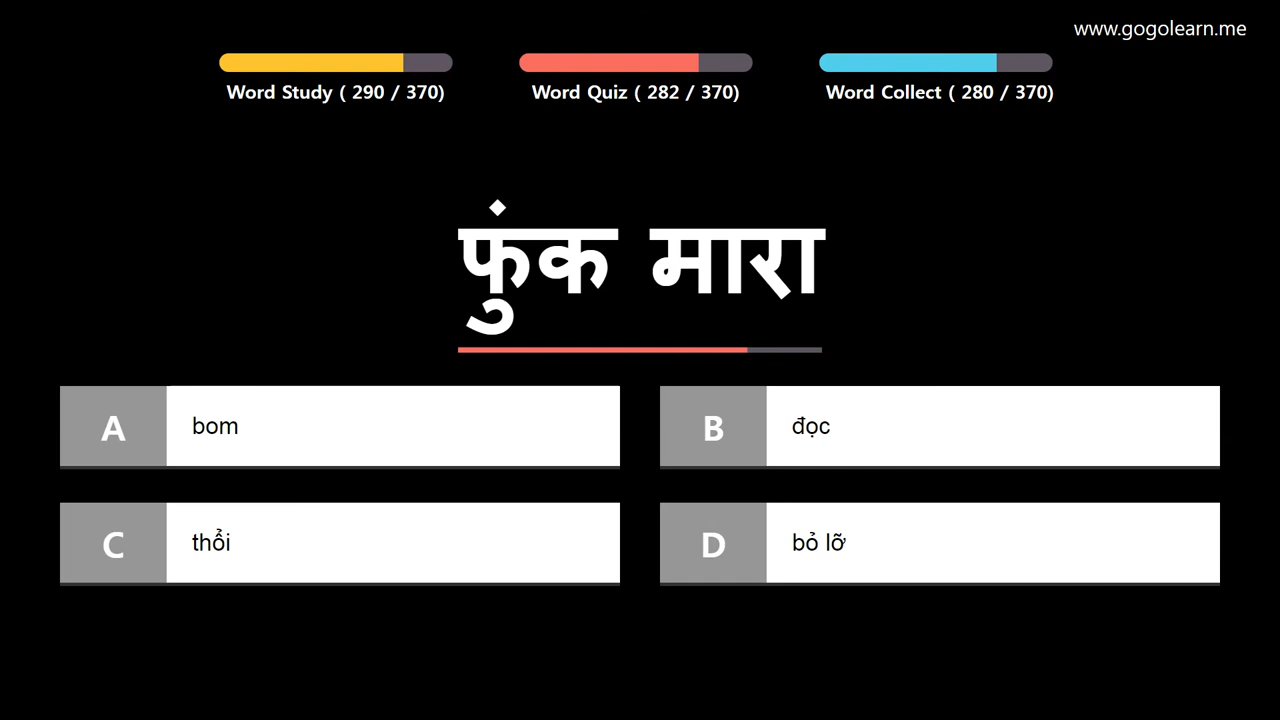 www.gogolearn.me
Word Study ( 290 / 370)
Word Quiz ( 282 / 370)
Word Collect ( 280 / 370)
फुंक मारा
A bom
B đọc
C thổi
D bỏ lỡ